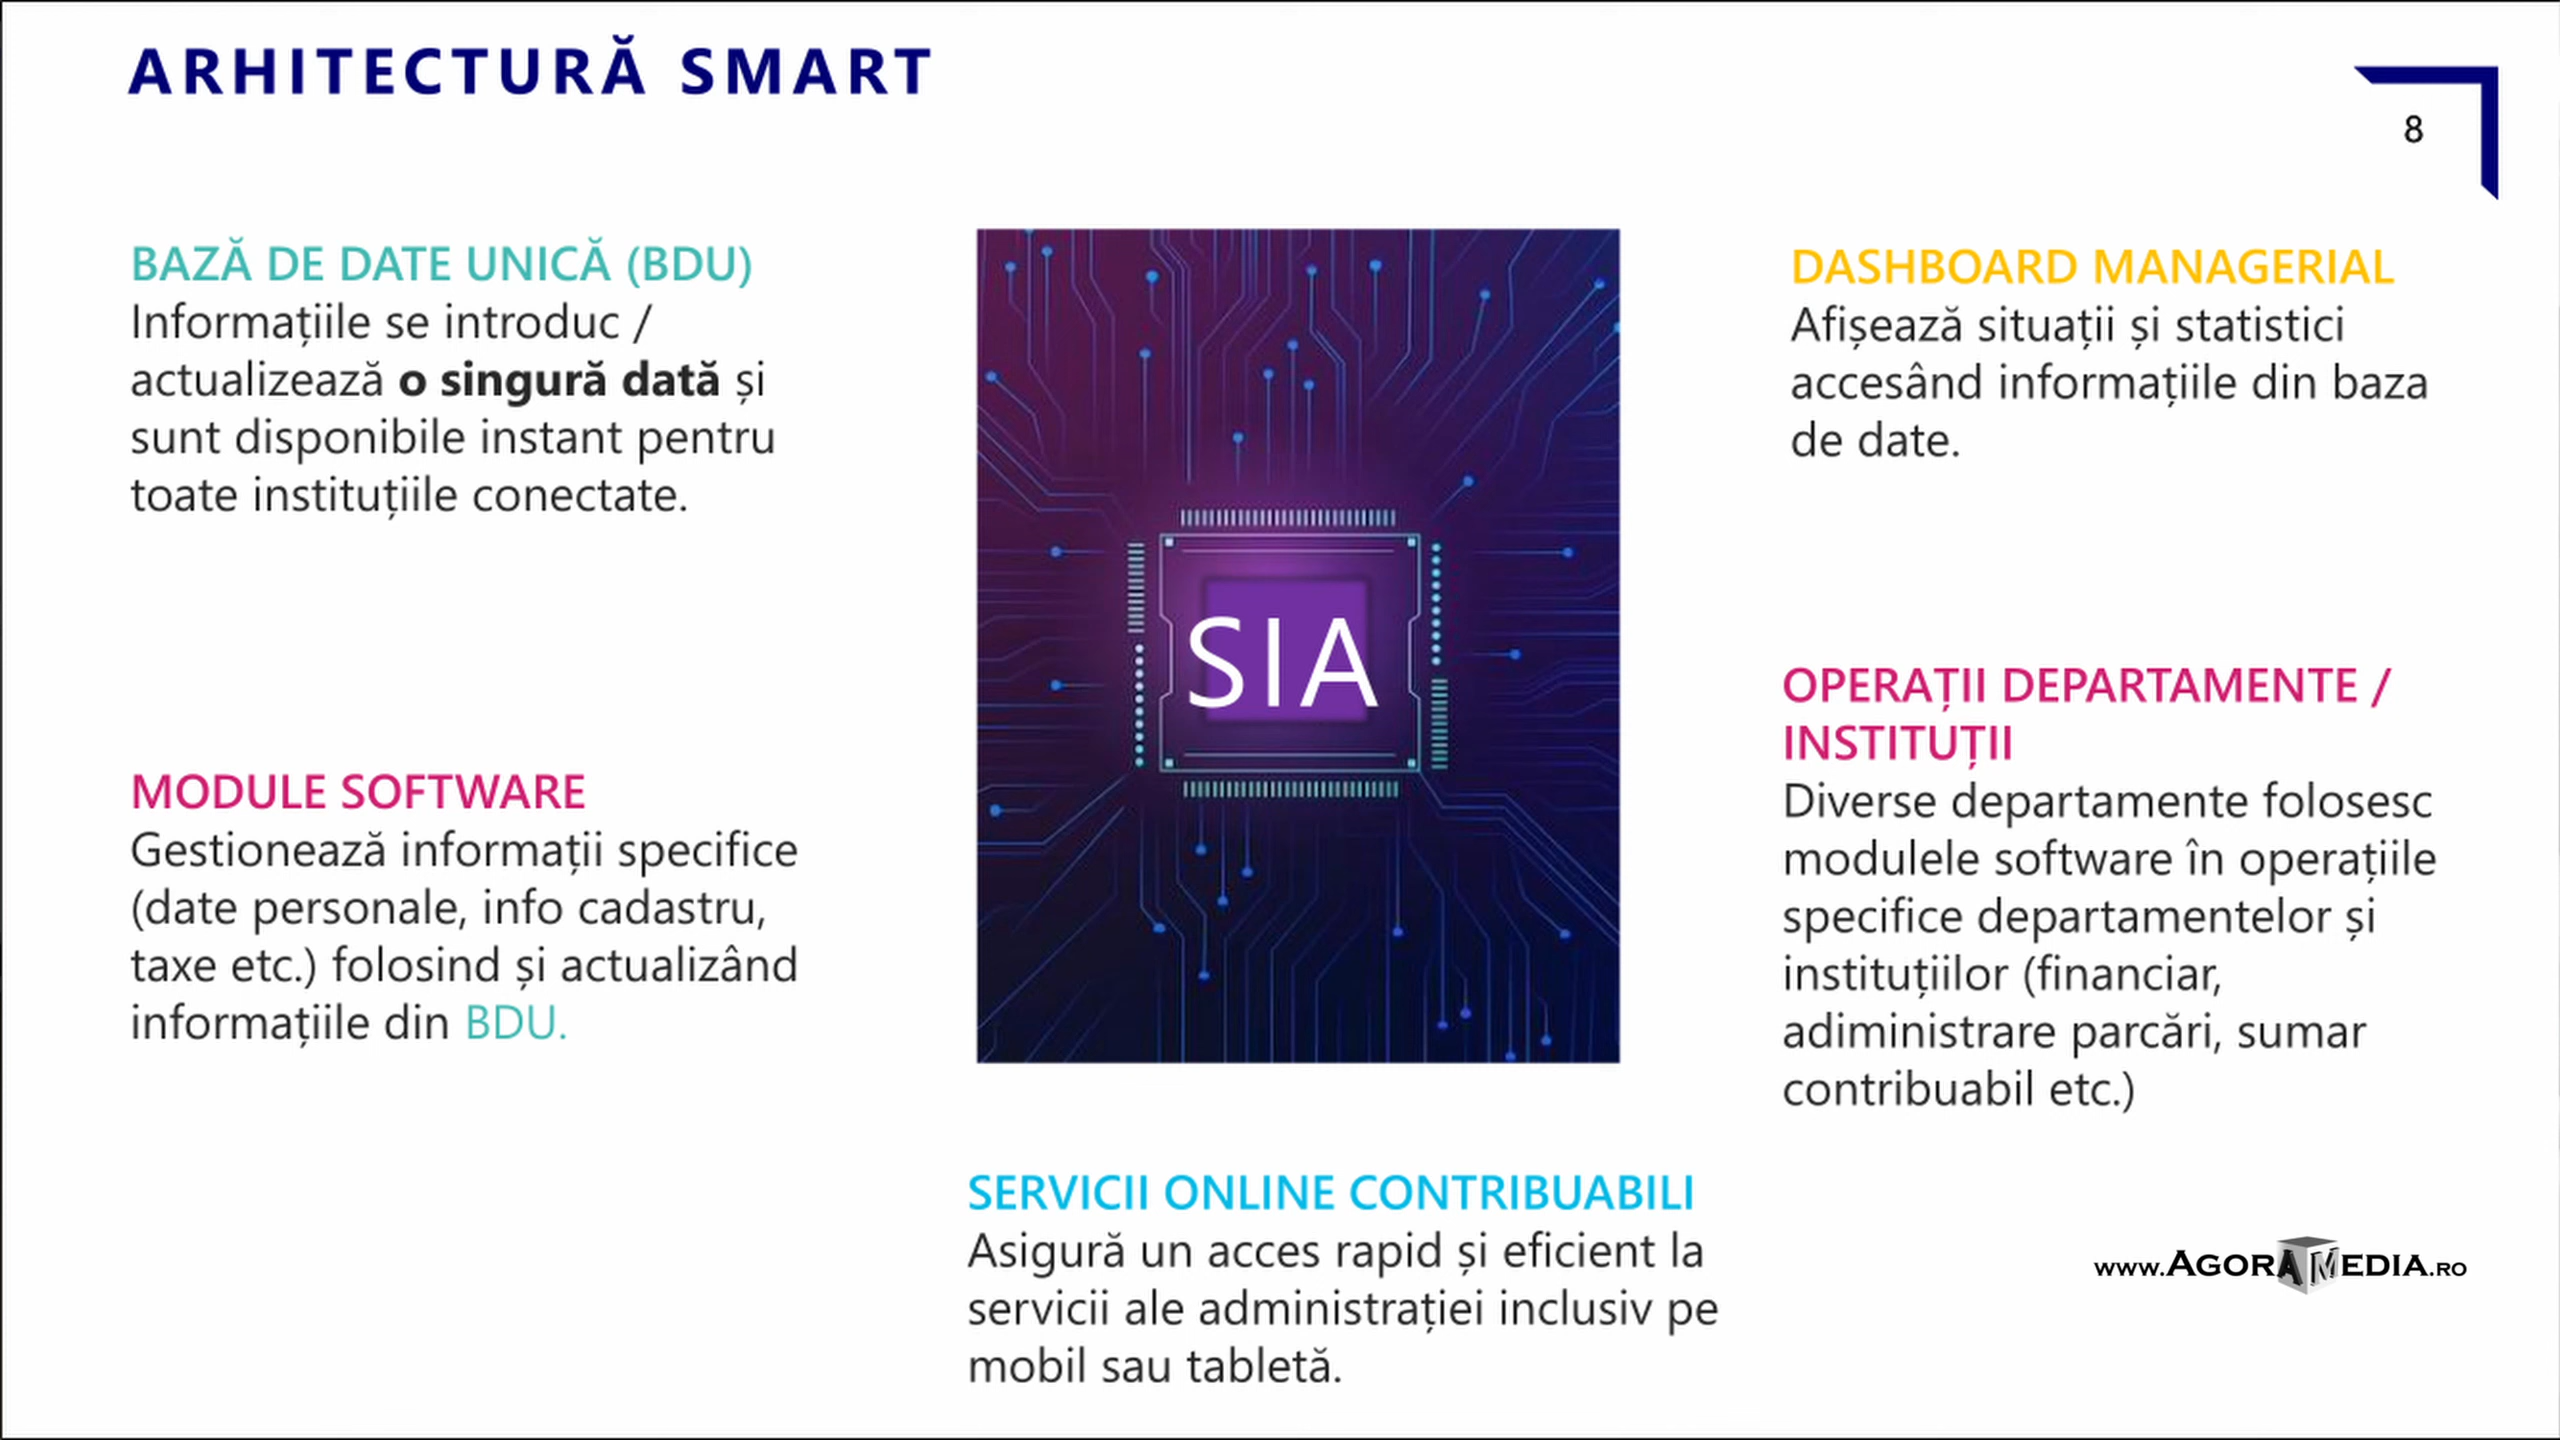 ARHITECTURĂ SMART
8
BAZĂ DE DATE UNICĂ (BDU)
Informațiile se introduc /
actualizează o singură dată și
sunt disponibile instant pentru
toate instituțiile conectate.
MODULE SOFTWARE
Gestionează informații specifice
(date personale, info cadastru,
taxe etc.) folosind și actualizând
informațiile din BDU.
SIA
SERVICII ONLINE CONTRIBUABILI
Asigură un acces rapid și eficient la
servicii ale administrației inclusiv pe
mobil sau tabletă.
DASHBOARD MANAGERIAL
Afișează situații și statistici
accesând informațiile din baza
de date.
OPERAȚII DEPARTAMENTE /
INSTITUȚII
Diverse departamente folosesc
modulele software în operațiile
specifice departamentelor și
instituțiilor (financiar,
adiministrare parcări, sumar
contribuabil etc.)
www.AGORAMEDIA.RO